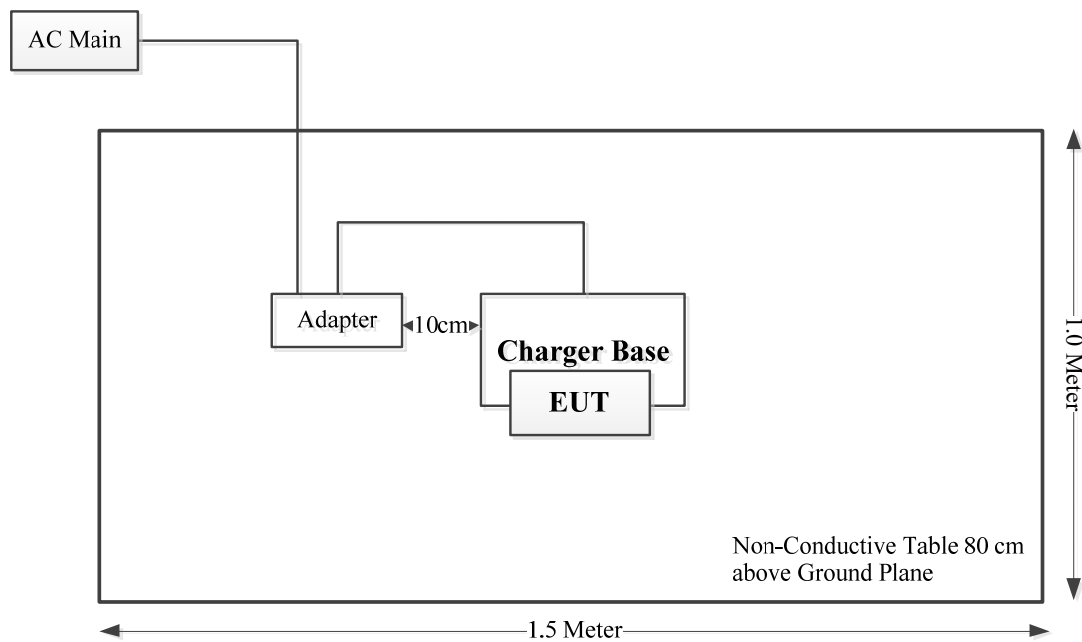 AC Main
Adapter
10cm
Charger Base
EUT
1.0 Meter
Non-Conductive Table 80 cm
above Ground Plane
1.5 Meter